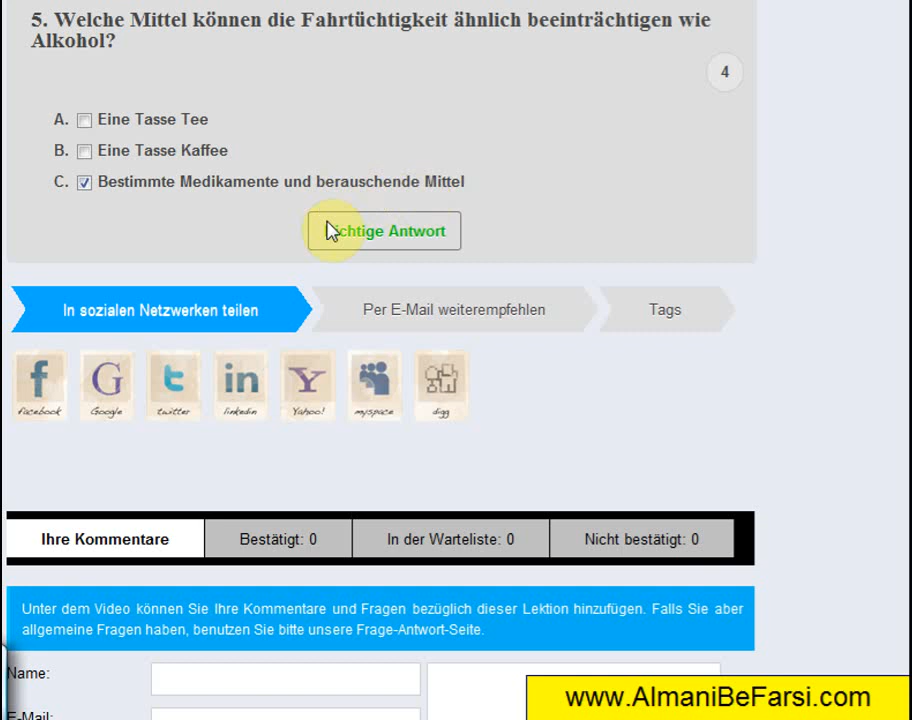 5. Welche Mittel können die Fahrtüchtigkeit ähnlich beeinträchtigen wie
Alkohol?
4
A. Eine Tasse Tee
B. Eine Tasse Kaffee
C. Bestimmte Medikamente und berauschende Mittel
Antwort
In sozialen Netzwerken teilen
Per E-Mail weiterempfehlen
Tags
facebook
Google
twitter
linkedin
Yahoo!
myspace
digg
Ihre Kommentare
Bestätigt: 0
In der Warteliste: 0
Nicht bestätigt: 0
Unter dem Video können Sie Ihre Kommentare und Fragen bezüglich dieser Lektion hinzufügen. Falls Sie aber
allgemeine Fragen haben, benutzen Sie bitte unsere Frage-Antwort-Seite.
Name:
www.AlmaniBeFarsi.com
E-Mail: